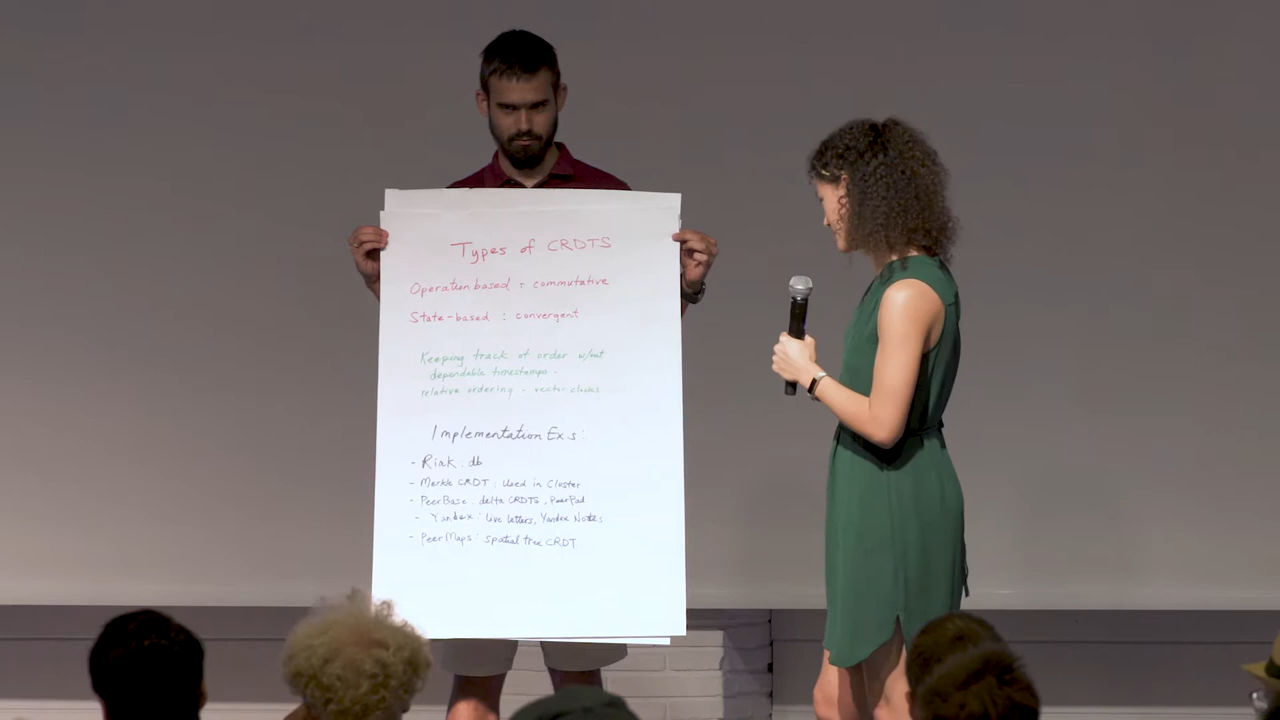 Types of CRDTS
Operation based : commutative
State-based : convergent
Keeping track of order w/out
dependable timestamps -
relative ordering - vector clocks
Implementation Exs:
- Riak : db
- Merkle CRDT : Used in Cluster
- PeerBase : delta CRDTS, PeerPad
- Yandex : live letters, Yandex Notes
- PeerMaps : spatial tree CRDT